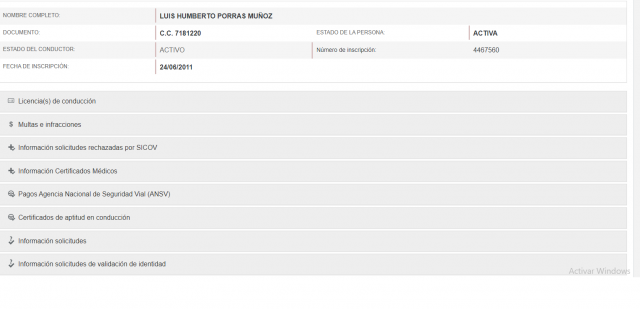 NOMBRE COMPLETO: LUIS HUMBERTO PORRAS MUÑOZ
DOCUMENTO: C.C. 7181220 ESTADO DE LA PERSONA: ACTIVA
ESTADO DEL CONDUCTOR: ACTIVO Número de inscripción: 4467560
FECHA DE INSCRIPCIÓN: 24/06/2011
Licencia(s) de conducción
$ Multas e infracciones
Información solicitudes rechazadas por SICOV
Información Certificados Médicos
Pagos Agencia Nacional de Seguridad Vial (ANSV)
Certificados de aptitud en conducción
Información solicitudes
Información solicitudes de validación de identidad
Activar Windows